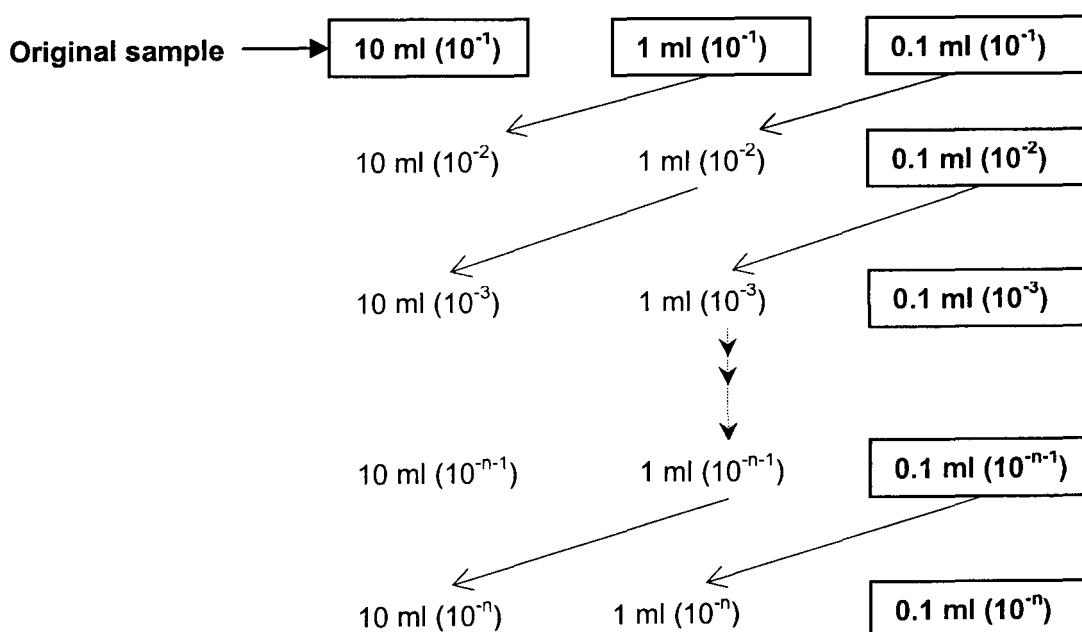 Original sample 10 ml (10⁻¹) 1 ml (10⁻¹) 0.1 ml (10⁻¹)
10 ml (10⁻²) 1 ml (10⁻²) 0.1 ml (10⁻²)
10 ml (10⁻³) 1 ml (10⁻³) 0.1 ml (10⁻³)
10 ml (10⁻ⁿ⁻¹) 1 ml (10⁻ⁿ⁻¹) 0.1 ml (10⁻ⁿ⁻¹)
10 ml (10⁻ⁿ) 1 ml (10⁻ⁿ) 0.1 ml (10⁻ⁿ)